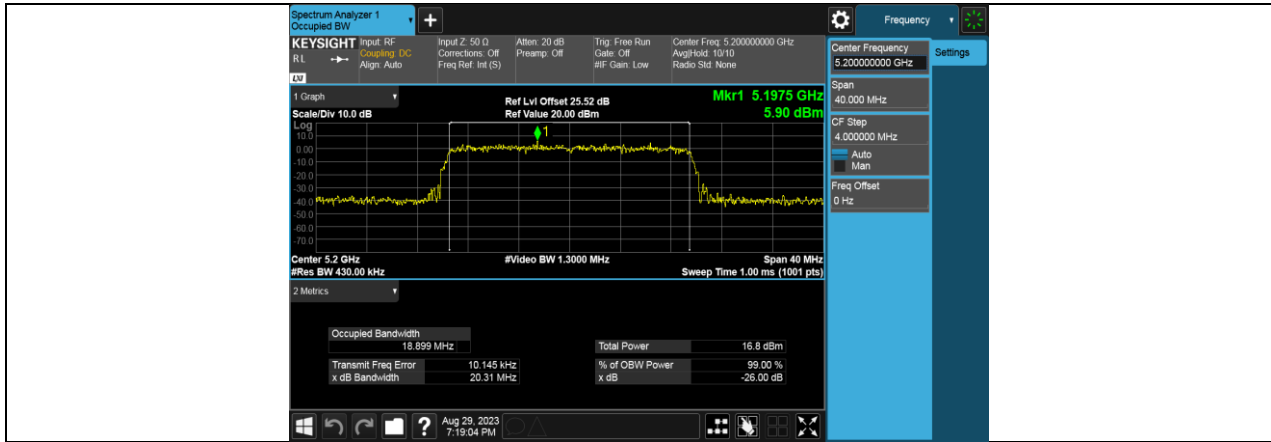 Spectrum Analyzer 1
Occupied BW
+
Frequency
KEYSIGHT
R L
LXI
Input: RF
Coupling: DC
Align: Auto
Input Z: 50 Ω
Corrections: Off
Freq Ref: Int (S)
Atten: 20 dB
Preamp: Off
Trig: Free Run
Gate: Off
#IF Gain: Low
Center Freq: 5.200000000 GHz
Avg|Hold: 10/10
Radio Std: None
Center Frequency
5.200000000 GHz
Settings
Span
40.000 MHz
CF Step
4.000000 MHz
Auto
Man
Freq Offset
0 Hz
1 Graph
Scale/Div 10.0 dB
Ref Lvl Offset 25.52 dB
Ref Value 20.00 dBm
Mkr1 5.1975 GHz
5.90 dBm
Log
10.0
0.00
-10.0
-20.0
-30.0
-40.0
-50.0
-60.0
-70.0
1
Center 5.2 GHz
#Video BW 1.3000 MHz
Span 40 MHz
#Res BW 430.00 kHz
Sweep Time 1.00 ms (1001 pts)
2 Metrics
Occupied Bandwidth
18.899 MHz
Total Power 16.8 dBm
Transmit Freq Error 10.145 kHz
% of OBW Power 99.00 %
x dB Bandwidth 20.31 MHz
x dB -26.00 dB
?
Aug 29, 2023
7:19:04 PM